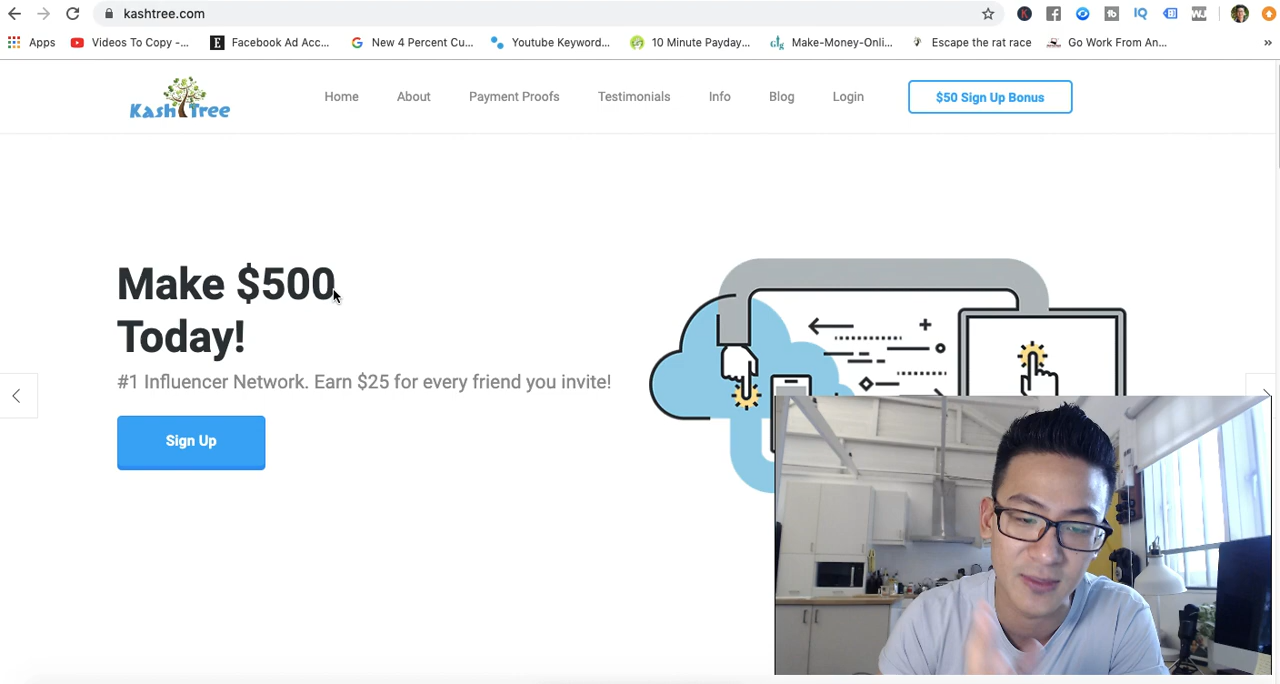 kashtree.com
Apps Videos To Copy -... Facebook Ad Acc... New 4 Percent Cu... Youtube Keyword... 10 Minute Payday... Make-Money-Onli... Escape the rat race Go Work From An... »
Kash Tree Home About Payment Proofs Testimonials Info Blog Login $50 Sign Up Bonus
Make $500
Today!
#1 Influencer Network. Earn $25 for every friend you invite!
Sign Up